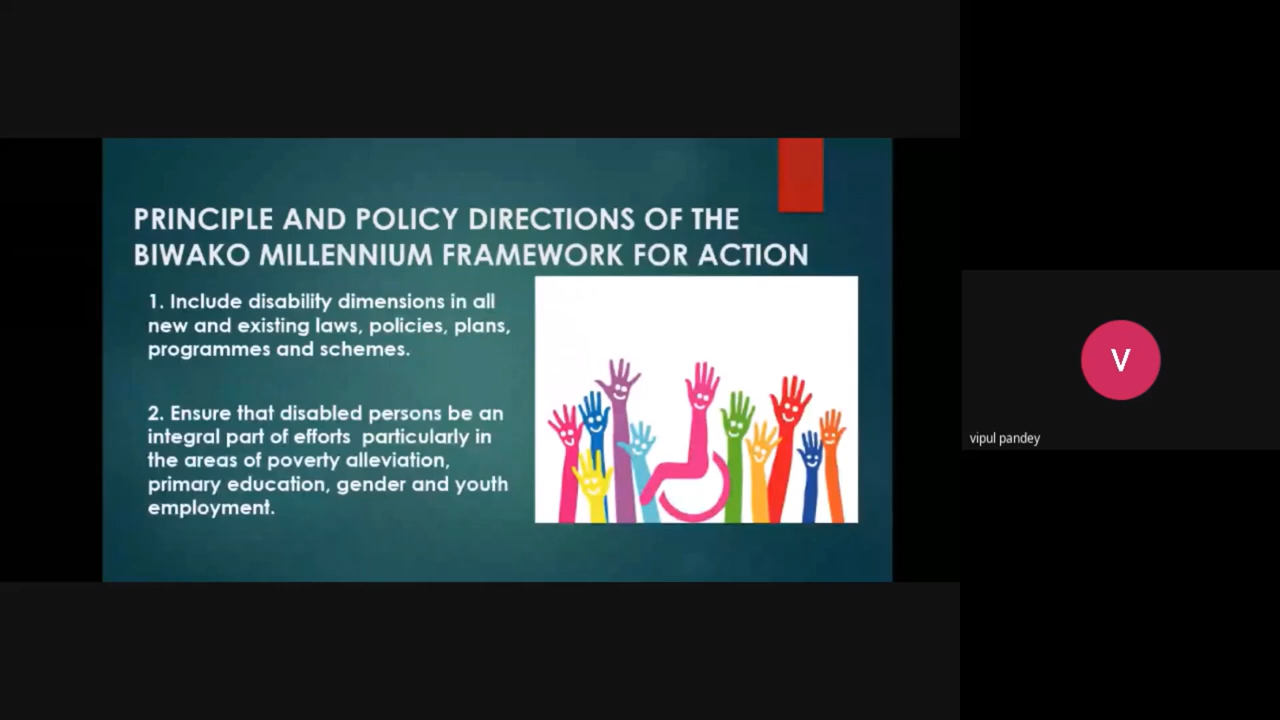 PRINCIPLE AND POLICY DIRECTIONS OF THE
BIWAKO MILLENNIUM FRAMEWORK FOR ACTION
1. Include disability dimensions in all
new and existing laws, policies, plans,
programmes and schemes.
2. Ensure that disabled persons be an
integral part of efforts particularly in
the areas of poverty alleviation,
primary education, gender and youth
employment.
V
vipul pandey